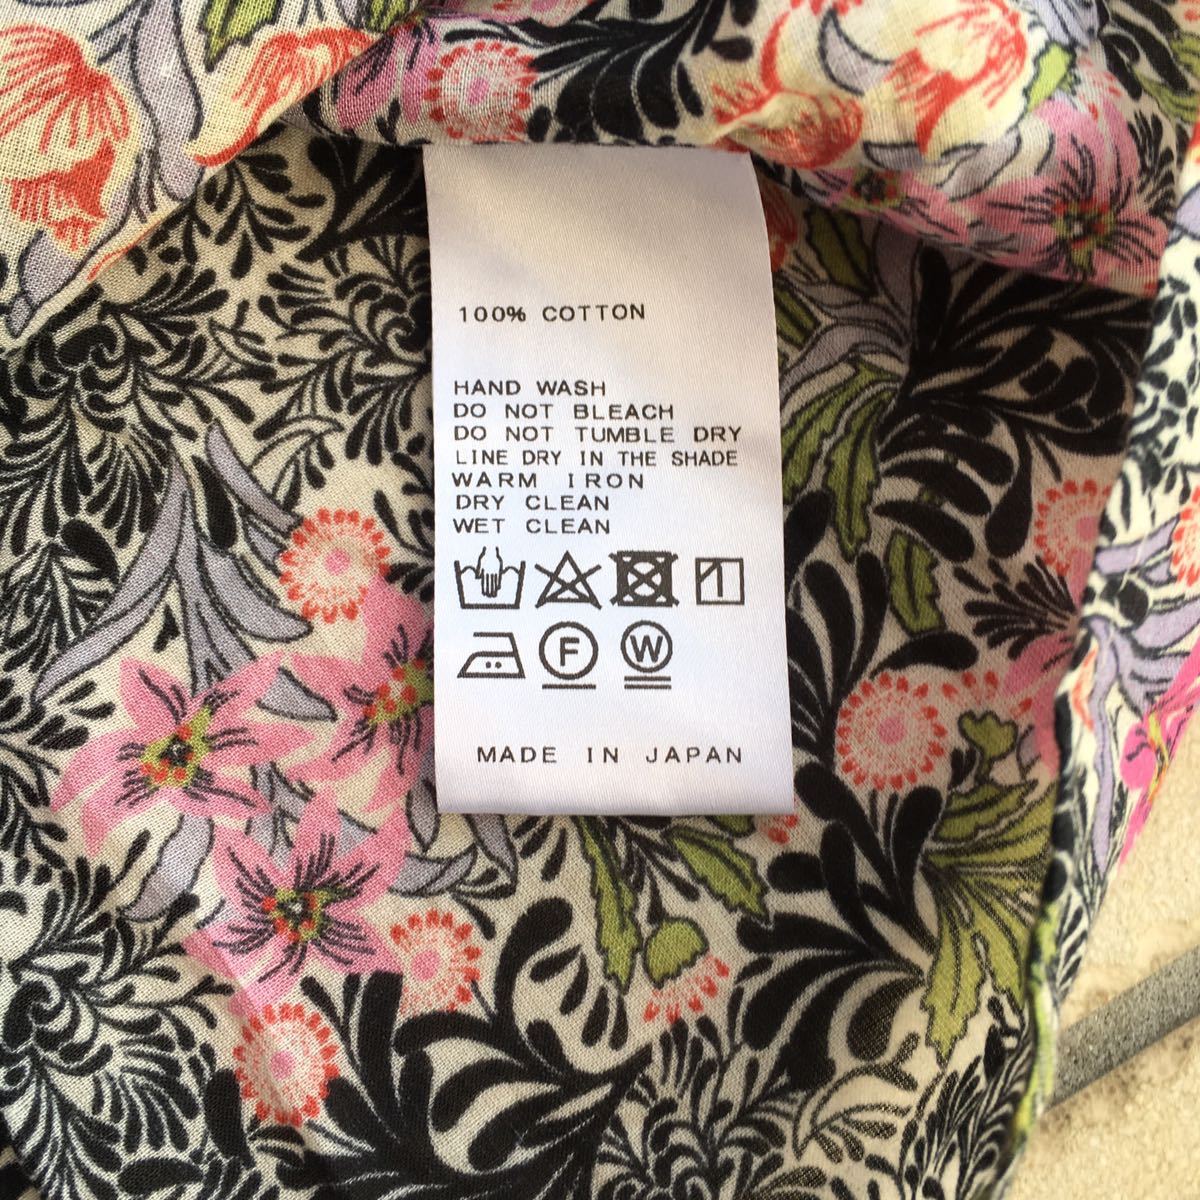 100% COTTON
HAND WASH
DO NOT BLEACH
DO NOT TUMBLE DRY
LINE DRY IN THE SHADE
WARM IRON
DRY CLEAN
WET CLEAN
F W
MADE IN JAPAN